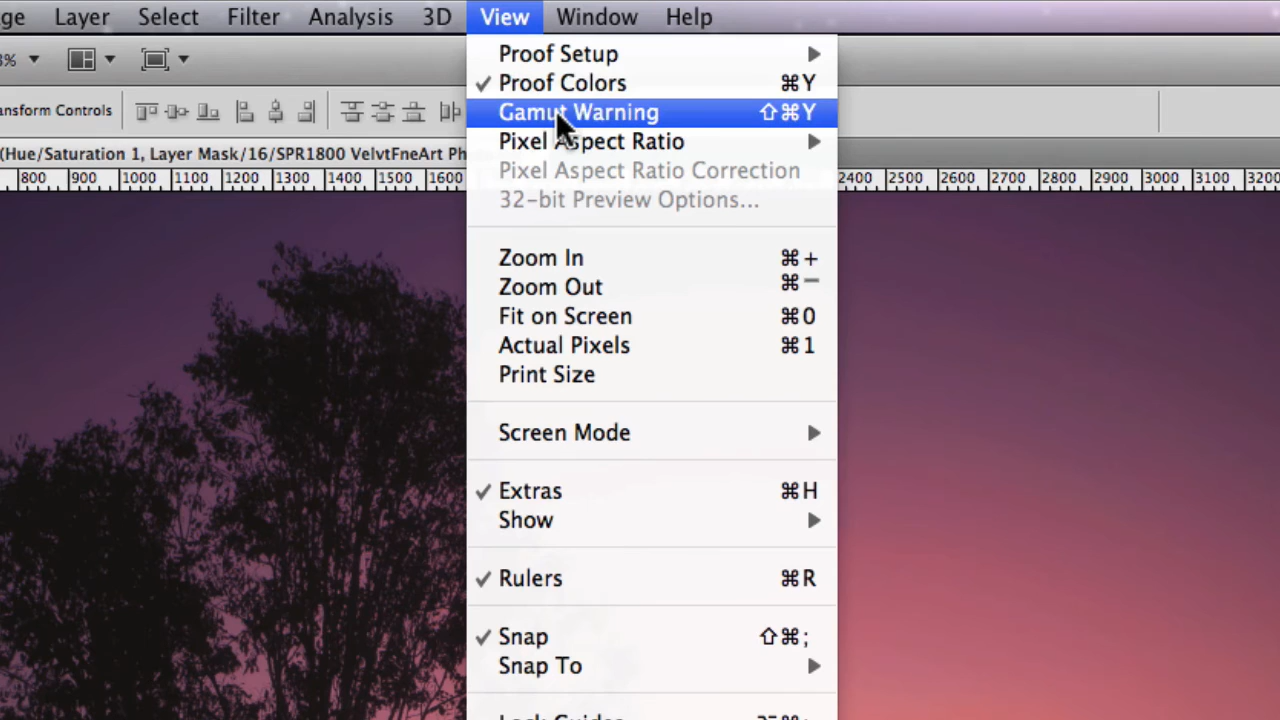 ge Layer Select Filter Analysis 3D View Window Help
%
ansform Controls
(Hue/Saturation 1, Layer Mask/16/SPR1800 VelvtFneArt Ph
800 900 1000 1100 1200 1300 1400 1500 1600 2400 2500 2600 2700 2800 2900 3000 3100 3200
Proof Setup
✓ Proof Colors ⌘Y
Gamut Warning ⇧⌘Y
Pixel Aspect Ratio
Pixel Aspect Ratio Correction
32-bit Preview Options...
Zoom In ⌘+
Zoom Out ⌘−
Fit on Screen ⌘0
Actual Pixels ⌘1
Print Size
Screen Mode
✓ Extras ⌘H
Show
✓ Rulers ⌘R
✓ Snap ⇧⌘;
Snap To
Lock Guides